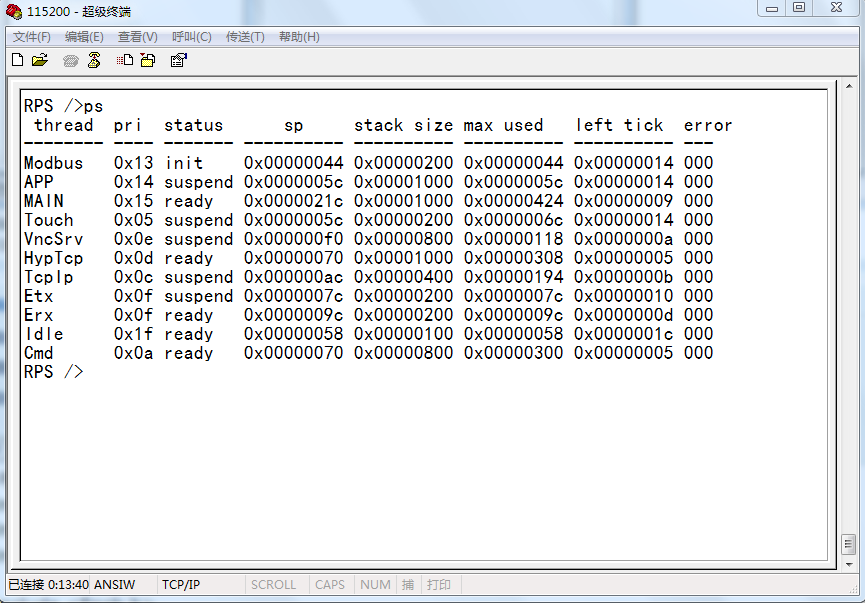 115200 - 超级终端
文件(F) 编辑(E) 查看(V) 呼叫(C) 传送(T) 帮助(H)
RPS />ps
thread pri status sp stack size max used left tick error
-------- ---- ------- ---------- ---------- ---------- ---------- ---
Modbus 0x13 init 0x00000044 0x00000200 0x00000044 0x00000014 000
APP 0x14 suspend 0x0000005c 0x00001000 0x0000005c 0x00000014 000
MAIN 0x15 ready 0x0000021c 0x00001000 0x00000424 0x00000009 000
Touch 0x05 suspend 0x0000005c 0x00000200 0x0000006c 0x00000014 000
VncSrv 0x0e suspend 0x000000f0 0x00000800 0x00000118 0x0000000a 000
HypTcp 0x0d ready 0x00000070 0x00001000 0x00000308 0x00000005 000
TcpIp 0x0c suspend 0x000000ac 0x00000400 0x00000194 0x0000000b 000
Etx 0x0f suspend 0x0000007c 0x00000200 0x0000007c 0x00000010 000
Erx 0x0f ready 0x0000009c 0x00000200 0x0000009c 0x0000000d 000
Idle 0x1f ready 0x00000058 0x00000100 0x00000058 0x0000001c 000
Cmd 0x0a ready 0x00000070 0x00000800 0x00000300 0x00000005 000
RPS />
已连接 0:13:40 ANSIW TCP/IP SCROLL CAPS NUM 捕 打印